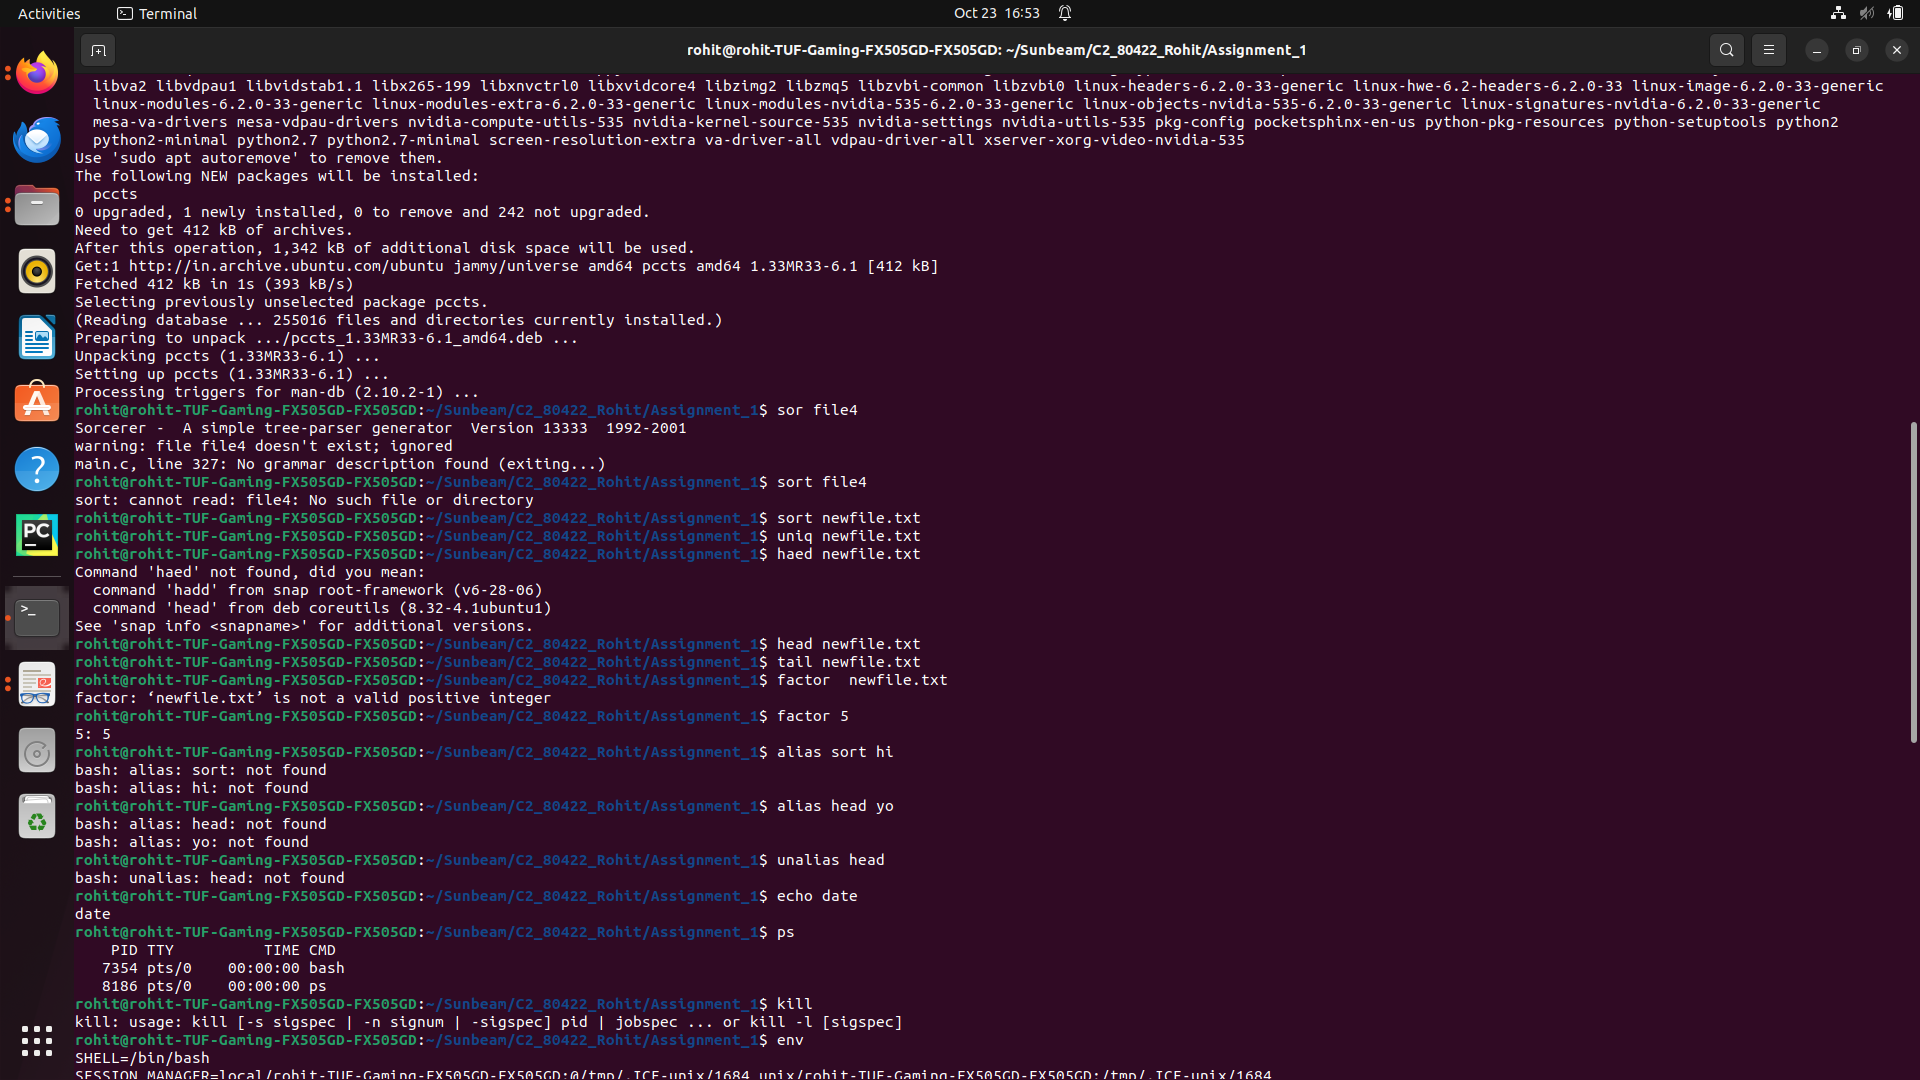 Activities
Terminal
Oct 23 16:53
rohit@rohit-TUF-Gaming-FX505GD-FX505GD: ~/Sunbeam/C2_80422_Rohit/Assignment_1
libva2 libvdpau1 libvidstab1.1 libx265-199 libxnvctrl0 libxvidcore4 libzimg2 libzmq5 libzvbi-common libzvbi0 linux-headers-6.2.0-33-generic linux-hwe-6.2-headers-6.2.0-33 linux-image-6.2.0-33-generic
linux-modules-6.2.0-33-generic linux-modules-extra-6.2.0-33-generic linux-modules-nvidia-535-6.2.0-33-generic linux-objects-nvidia-535-6.2.0-33-generic linux-signatures-nvidia-6.2.0-33-generic
mesa-va-drivers mesa-vdpau-drivers nvidia-compute-utils-535 nvidia-kernel-source-535 nvidia-settings nvidia-utils-535 pkg-config pocketsphinx-en-us python-pkg-resources python-setuptools python2
python2-minimal python2.7 python2.7-minimal screen-resolution-extra va-driver-all vdpau-driver-all xserver-xorg-video-nvidia-535
Use 'sudo apt autoremove' to remove them.
The following NEW packages will be installed:
pccts
0 upgraded, 1 newly installed, 0 to remove and 242 not upgraded.
Need to get 412 kB of archives.
After this operation, 1,342 kB of additional disk space will be used.
Get:1 http://in.archive.ubuntu.com/ubuntu jammy/universe amd64 pccts amd64 1.33MR33-6.1 [412 kB]
Fetched 412 kB in 1s (393 kB/s)
Selecting previously unselected package pccts.
(Reading database ... 255016 files and directories currently installed.)
Preparing to unpack .../pccts_1.33MR33-6.1_amd64.deb ...
Unpacking pccts (1.33MR33-6.1) ...
Setting up pccts (1.33MR33-6.1) ...
Processing triggers for man-db (2.10.2-1) ...
rohit@rohit-TUF-Gaming-FX505GD-FX505GD:~/Sunbeam/C2_80422_Rohit/Assignment_1$ sor file4
Sorcerer -  A simple tree-parser generator  Version 13333  1992-2001
warning: file file4 doesn't exist; ignored
main.c, line 327: No grammar description found (exiting...)
rohit@rohit-TUF-Gaming-FX505GD-FX505GD:~/Sunbeam/C2_80422_Rohit/Assignment_1$ sort file4
sort: cannot read: file4: No such file or directory
rohit@rohit-TUF-Gaming-FX505GD-FX505GD:~/Sunbeam/C2_80422_Rohit/Assignment_1$ sort newfile.txt
rohit@rohit-TUF-Gaming-FX505GD-FX505GD:~/Sunbeam/C2_80422_Rohit/Assignment_1$ uniq newfile.txt
rohit@rohit-TUF-Gaming-FX505GD-FX505GD:~/Sunbeam/C2_80422_Rohit/Assignment_1$ haed newfile.txt
Command 'haed' not found, did you mean:
command 'hadd' from snap root-framework (v6-28-06)
command 'head' from deb coreutils (8.32-4.1ubuntu1)
See 'snap info <snapname>' for additional versions.
rohit@rohit-TUF-Gaming-FX505GD-FX505GD:~/Sunbeam/C2_80422_Rohit/Assignment_1$ head newfile.txt
rohit@rohit-TUF-Gaming-FX505GD-FX505GD:~/Sunbeam/C2_80422_Rohit/Assignment_1$ tail newfile.txt
rohit@rohit-TUF-Gaming-FX505GD-FX505GD:~/Sunbeam/C2_80422_Rohit/Assignment_1$ factor  newfile.txt
factor: ‘newfile.txt’ is not a valid positive integer
rohit@rohit-TUF-Gaming-FX505GD-FX505GD:~/Sunbeam/C2_80422_Rohit/Assignment_1$ factor 5
5: 5
rohit@rohit-TUF-Gaming-FX505GD-FX505GD:~/Sunbeam/C2_80422_Rohit/Assignment_1$ alias sort hi
bash: alias: sort: not found
bash: alias: hi: not found
rohit@rohit-TUF-Gaming-FX505GD-FX505GD:~/Sunbeam/C2_80422_Rohit/Assignment_1$ alias head yo
bash: alias: head: not found
bash: alias: yo: not found
rohit@rohit-TUF-Gaming-FX505GD-FX505GD:~/Sunbeam/C2_80422_Rohit/Assignment_1$ unalias head
bash: unalias: head: not found
rohit@rohit-TUF-Gaming-FX505GD-FX505GD:~/Sunbeam/C2_80422_Rohit/Assignment_1$ echo date
date
rohit@rohit-TUF-Gaming-FX505GD-FX505GD:~/Sunbeam/C2_80422_Rohit/Assignment_1$ ps
PID TTY          TIME CMD
7354 pts/0    00:00:00 bash
8186 pts/0    00:00:00 ps
rohit@rohit-TUF-Gaming-FX505GD-FX505GD:~/Sunbeam/C2_80422_Rohit/Assignment_1$ kill
kill: usage: kill [-s sigspec | -n signum | -sigspec] pid | jobspec ... or kill -l [sigspec]
rohit@rohit-TUF-Gaming-FX505GD-FX505GD:~/Sunbeam/C2_80422_Rohit/Assignment_1$ env
SHELL=/bin/bash
SESSION_MANAGER=local/rohit-TUF-Gaming-FX505GD-FX505GD:@/tmp/.ICE-unix/1684,unix/rohit-TUF-Gaming-FX505GD-FX505GD:/tmp/.ICE-unix/1684
PC